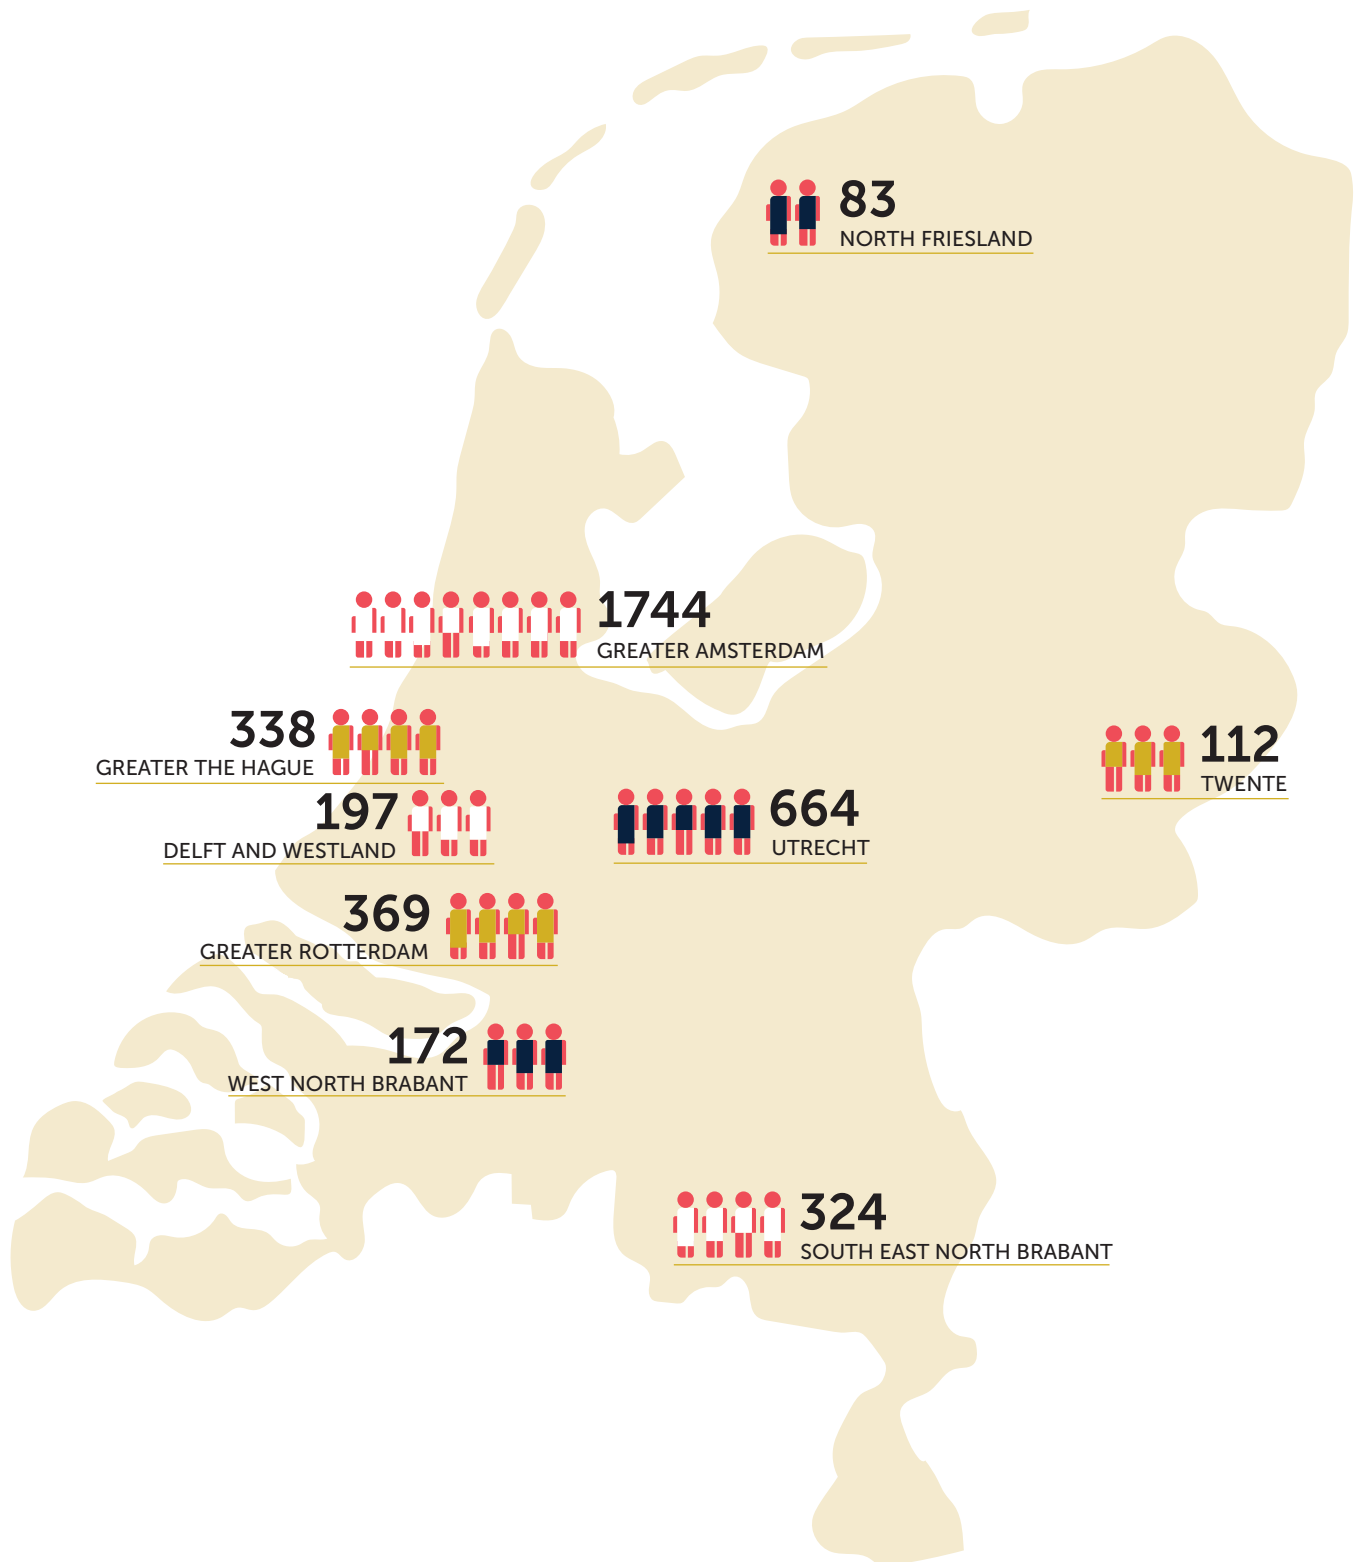 83
NORTH FRIESLAND
1744
GREATER AMSTERDAM
338
GREATER THE HAGUE
112
TWENTE
197
DELFT AND WESTLAND
664
UTRECHT
369
GREATER ROTTERDAM
172
WEST NORTH BRABANT
324
SOUTH EAST NORTH BRABANT